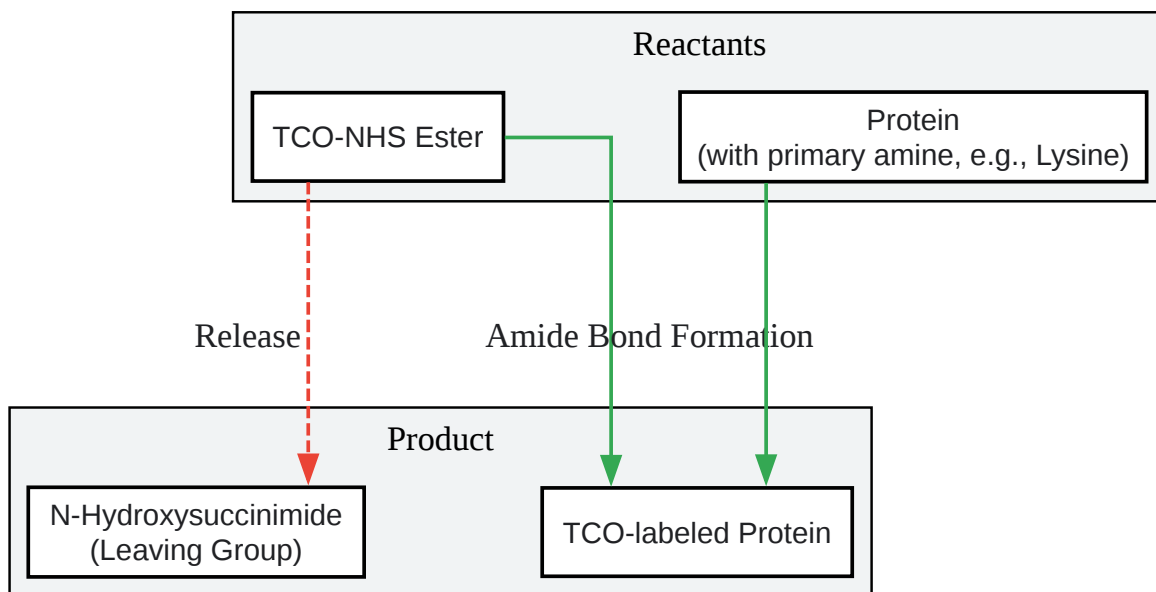 Reactants
TCO-NHS Ester
Protein
(with primary amine, e.g., Lysine)
Release
Amide Bond Formation
Product
N-Hydroxysuccinimide
(Leaving Group)
TCO-labeled Protein